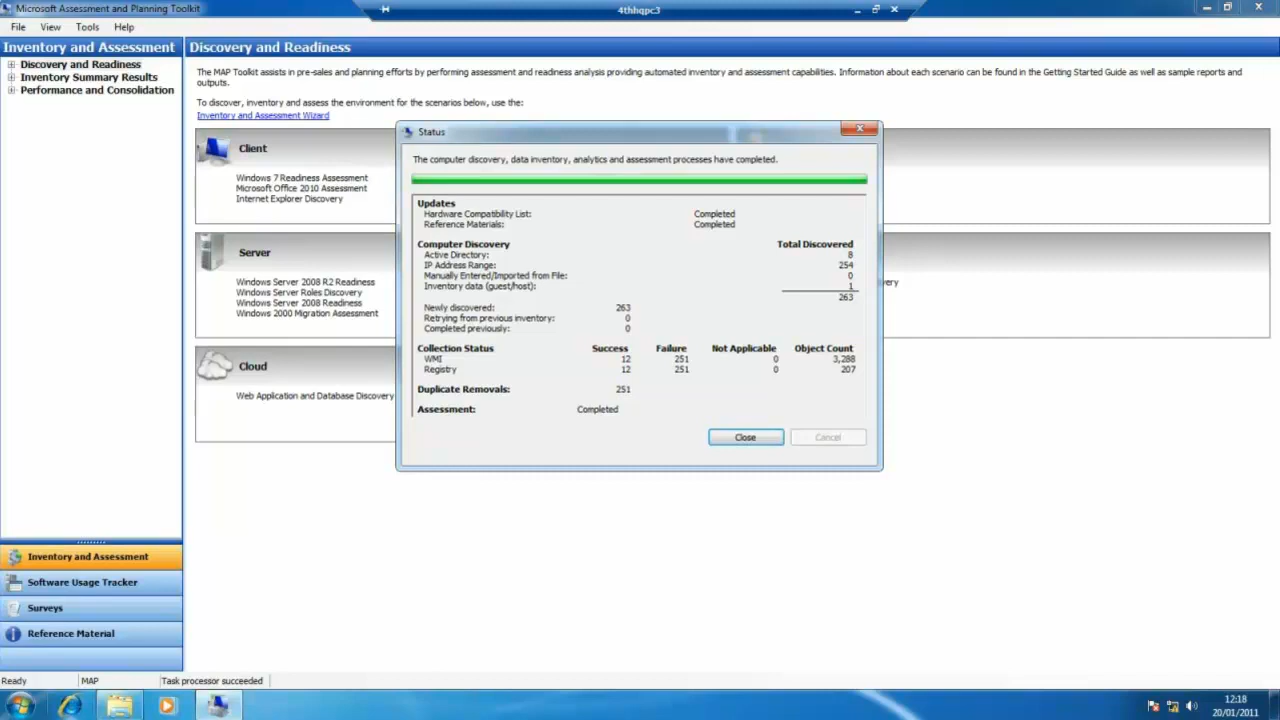 Microsoft Assessment and Planning Toolkit
4thhqpc3
File View Tools Help
Inventory and Assessment
Discovery and Readiness
Inventory Summary Results
Performance and Consolidation
Discovery and Readiness
The MAP Toolkit assists in pre-sales and planning efforts by performing assessment and readiness analysis providing automated inventory and assessment capabilities. Information about each scenario can be found in the Getting Started Guide as well as sample reports and
outputs.
To discover, inventory and assess the environment for the scenarios below, use the:
Inventory and Assessment Wizard
Client
Windows 7 Readiness Assessment
Microsoft Office 2010 Assessment
Internet Explorer Discovery
Server
Windows Server 2008 R2 Readiness
Windows Server Roles Discovery
Windows Server 2008 Readiness
Windows 2000 Migration Assessment
very
Cloud
Web Application and Database Discovery
Status
The computer discovery, data inventory, analytics and assessment processes have completed.
Updates
Hardware Compatibility List: Completed
Reference Materials: Completed
Computer Discovery Total Discovered
Active Directory: 8
IP Address Range: 254
Manually Entered/Imported from File: 0
Inventory data (guest/host): 1
263
Newly discovered: 263
Retrying from previous inventory: 0
Completed previously: 0
Collection Status Success Failure Not Applicable Object Count
WMI 12 251 0 3,288
Registry 12 251 0 207
Duplicate Removals: 251
Assessment: Completed
Close Cancel
Inventory and Assessment
Software Usage Tracker
Surveys
Reference Material
Ready MAP Task processor succeeded
12:18
20/01/2011